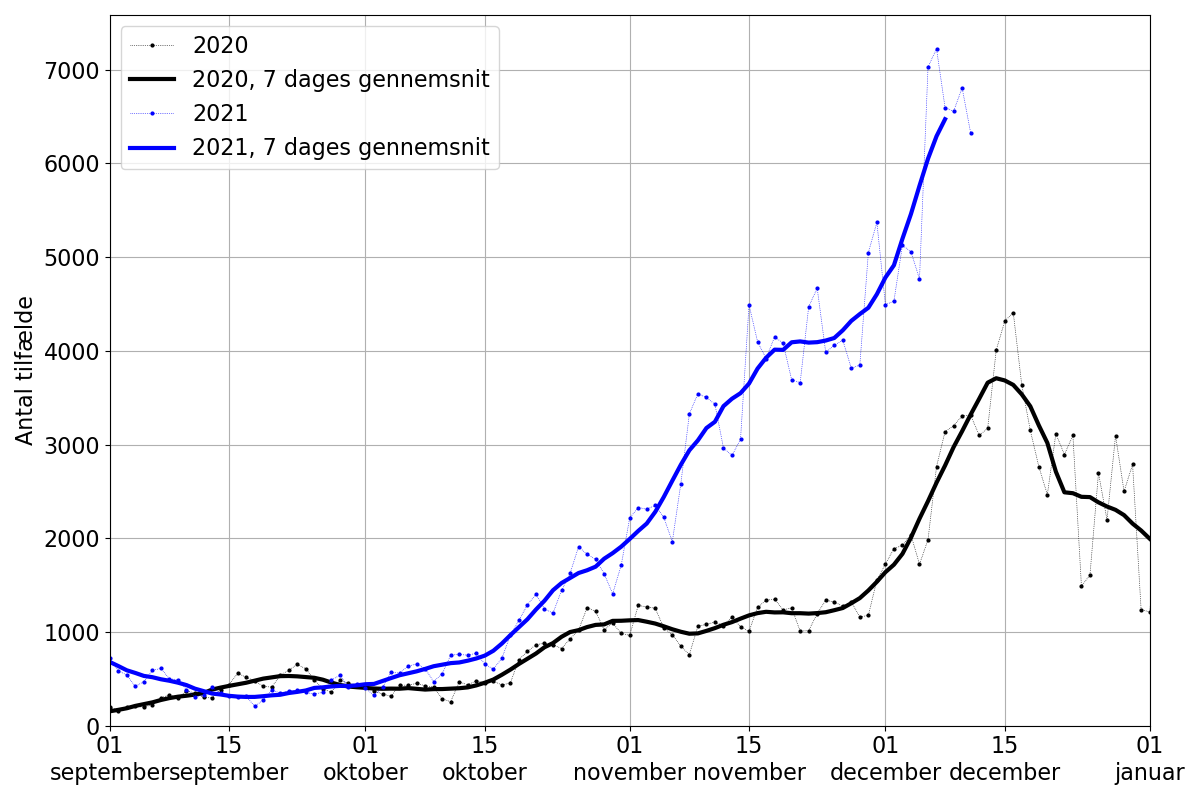 2020
2020, 7 dages gennemsnit
2021
2021, 7 dages gennemsnit
Antal tilfælde
7000
6000
5000
4000
3000
2000
1000
0
01 15 01 15 01 15 01 15 01
september september oktober oktober november november december december januar